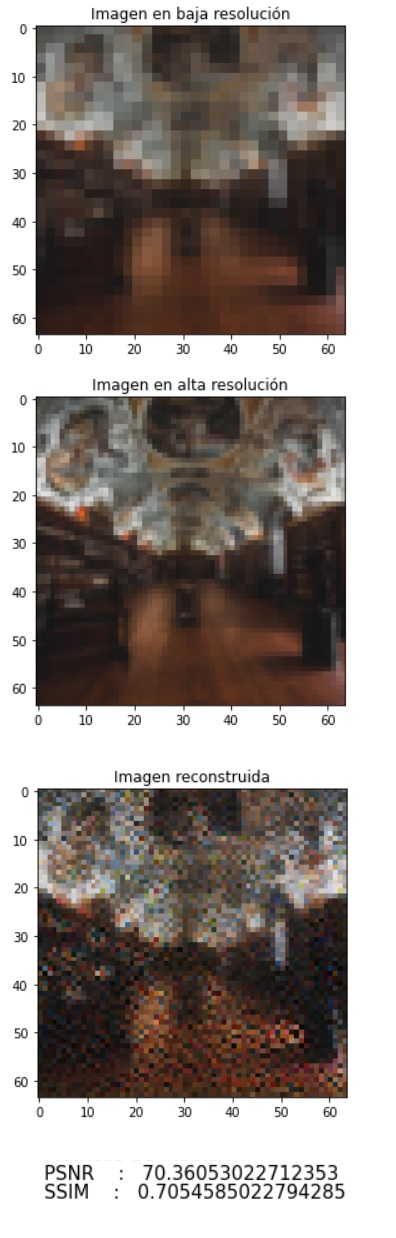 Imagen en baja resolución
0
10
20
30
40
50
60
0 10 20 30 40 50 60
Imagen en alta resolución
0
10
20
30
40
50
60
0 10 20 30 40 50 60
Imagen reconstruida
0
10
20
30
40
50
60
0 10 20 30 40 50 60
PSNR : 70.36053022712353
SSIM : 0.7054585022794285